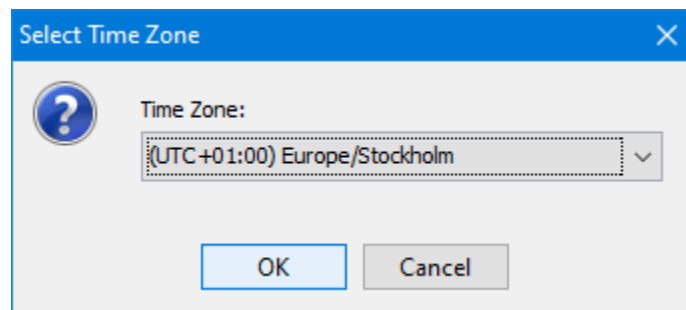 Select Time Zone
Time Zone:
(UTC+01:00) Europe/Stockholm
OK
Cancel